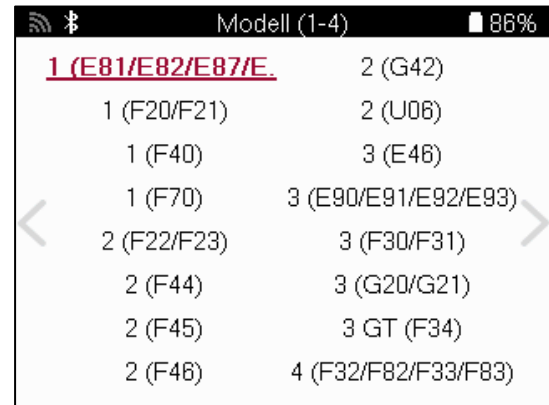 Modell (1-4)
86%
1 (E81/E82/E87/E.
1 (F20/F21)
1 (F40)
1 (F70)
2 (F22/F23)
2 (F44)
2 (F45)
2 (F46)
2 (G42)
2 (U06)
3 (E46)
3 (E90/E91/E92/E93)
3 (F30/F31)
3 (G20/G21)
3 GT (F34)
4 (F32/F82/F33/F83)